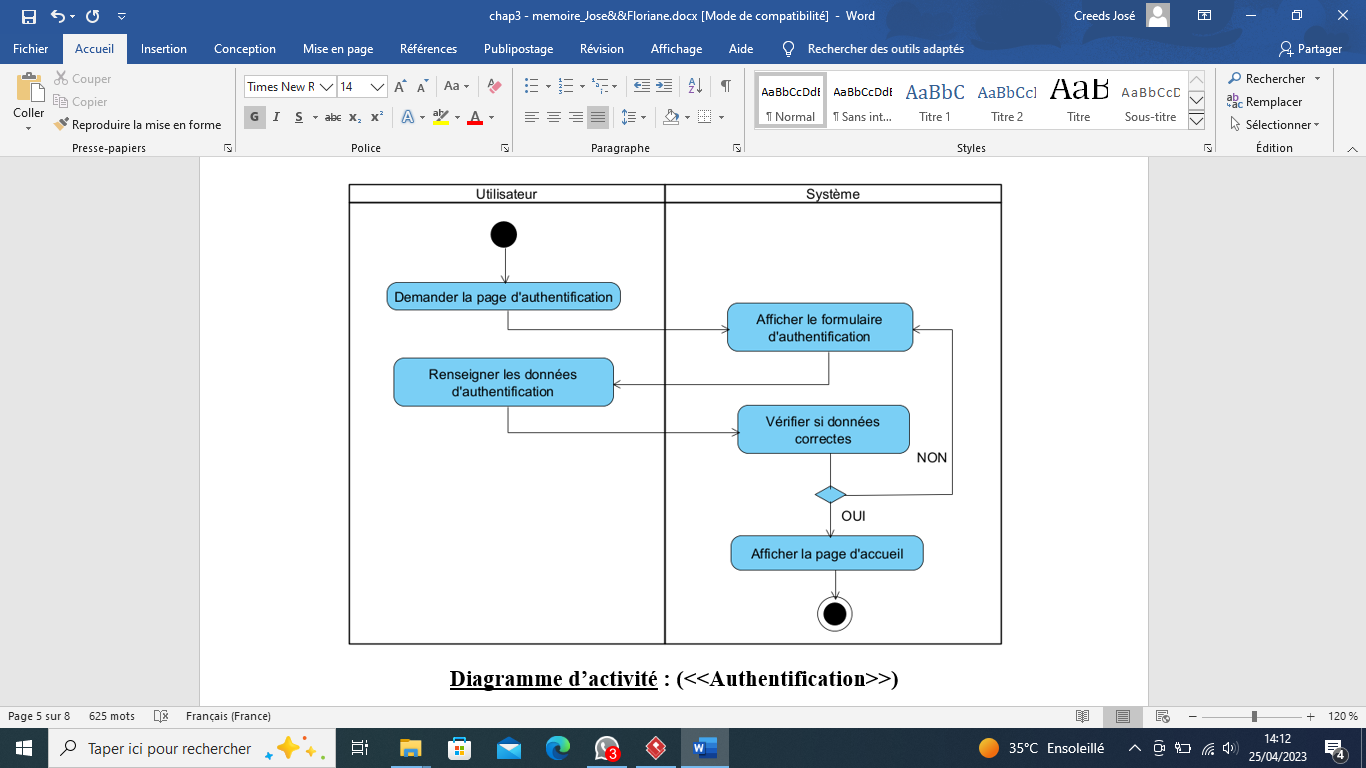 chap3 - memoire_Jose&&Floriane.docx [Mode de compatibilité] - Word
Creeds José
Fichier Accueil Insertion Conception Mise en page Références Publipostage Révision Affichage Aide Rechercher des outils adaptés Partager
Coller
Couper
Copier
Reproduire la mise en forme
Presse-papiers
Times New R 14
G I S abc x₂ x² A ab A
Police
Paragraphe
AaBbCcDdE AaBbCcDdE AaBbC AaBbCcI AaB AaBbCcD
¶ Normal ¶ Sans int... Titre 1 Titre 2 Titre Sous-titre
Styles
Rechercher
Remplacer
Sélectionner
Édition
Utilisateur Système
Demander la page d'authentification
Afficher le formulaire
d'authentification
Renseigner les données
d'authentification
Vérifier si données
correctes
NON
OUI
Afficher la page d'accueil
Diagramme d’activité : (<<Authentification>>)
Page 5 sur 8 625 mots Français (France) 120 %
Taper ici pour rechercher
3
35°C Ensoleillé
14:12
25/04/2023
4